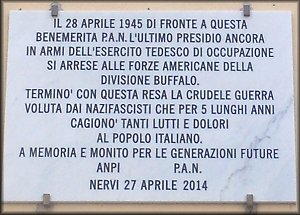 IL 28 APRILE 1945 DI FRONTE A QUESTA
BENEMERITA P.A.N. L'ULTIMO PRESIDIO ANCORA
IN ARMI DELL'ESERCITO TEDESCO DI OCCUPAZIONE
SI ARRESE ALLE FORZE AMERICANE DELLA
DIVISIONE BUFFALO.
TERMINO' CON QUESTA RESA LA CRUDELE GUERRA
VOLUTA DAI NAZIFASCISTI CHE PER 5 LUNGHI ANNI
CAGIONO' TANTI LUTTI E DOLORI
AL POPOLO ITALIANO.
A MEMORIA E MONITO PER LE GENERAZIONI FUTURE
ANPI P.A.N.
NERVI 27 APRILE 2014